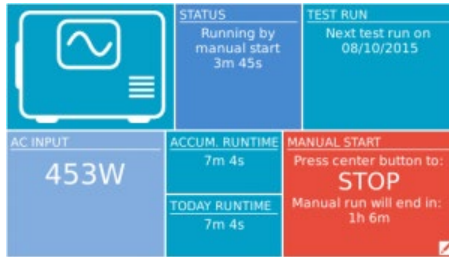 STATUS
Running by
manual start
3m 45s
TEST RUN
Next test run on
08/10/2015
AC INPUT
453W
ACCUM. RUNTIME
7m 4s
TODAY RUNTIME
7m 4s
MANUAL START
Press center button to:
STOP
Manual run will end in:
1h 6m